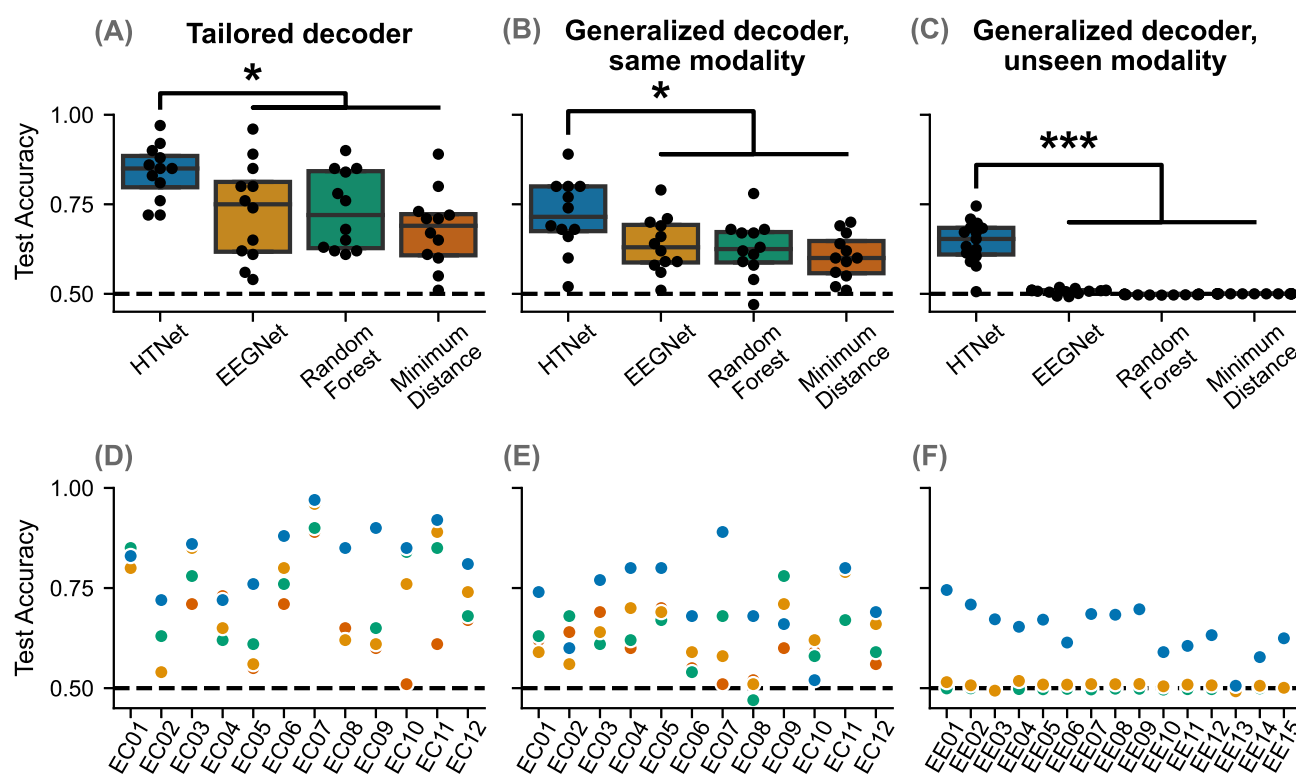 (A) Tailored decoder
(B) Generalized decoder,
same modality
(C) Generalized decoder,
unseen modality
*
*
***
Test Accuracy
1.00
0.75
0.50
HTNet
EEGNet
Random
Forest
Minimum
Distance
HTNet
EEGNet
Random
Forest
Minimum
Distance
HTNet
EEGNet
Random
Forest
Minimum
Distance
(D)
(E)
(F)
Test Accuracy
1.00
0.75
0.50
EC01
EC02
EC03
EC04
EC05
EC06
EC07
EC08
EC09
EC10
EC11
EC12
EC01
EC02
EC03
EC04
EC05
EC06
EC07
EC08
EC09
EC10
EC11
EC12
EE01
EE02
EE03
EE04
EE05
EE06
EE07
EE08
EE09
EE10
EE11
EE12
EE13
EE14
EE15